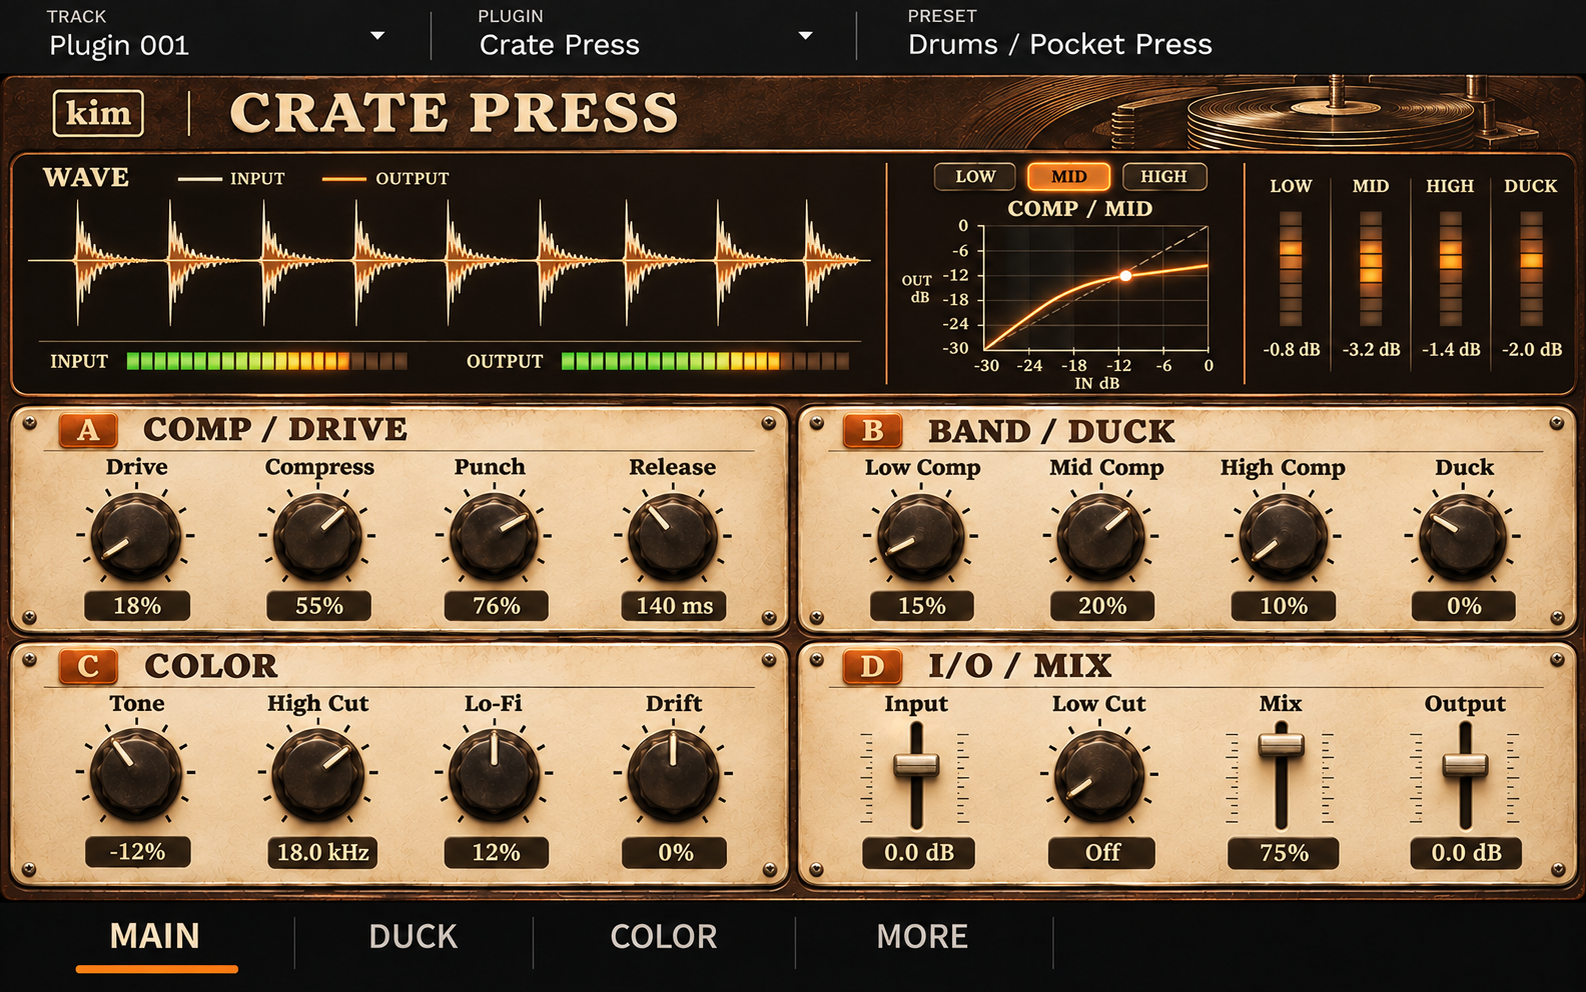 TRACK
Plugin 001
PLUGIN
Crate Press
PRESET
Drums / Pocket Press
kim
CRATE PRESS
WAVE
INPUT
OUTPUT
INPUT
OUTPUT
LOW
MID
HIGH
COMP / MID
OUT
dB
0
-6
-12
-18
-24
-30
-30 -24 -18 -12 -6 0
IN dB
LOW MID HIGH DUCK
-0.8 dB -3.2 dB -1.4 dB -2.0 dB
A COMP / DRIVE
Drive Compress Punch Release
18% 55% 76% 140 ms
B BAND / DUCK
Low Comp Mid Comp High Comp Duck
15% 20% 10% 0%
C COLOR
Tone High Cut Lo-Fi Drift
-12% 18.0 kHz 12% 0%
D I/O / MIX
Input Low Cut Mix Output
0.0 dB Off 75% 0.0 dB
MAIN DUCK COLOR MORE